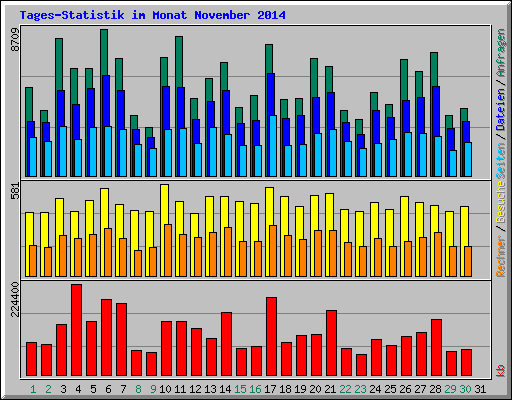 Tages-Statistik im Monat November 2014
8709
581
224400
Rechner / Besuche Seiten / Dateien / Anfragen
kb
1 2 3 4 5 6 7 8 9 10 11 12 13 14 15 16 17 18 19 20 21 22 23 24 25 26 27 28 29 30 31